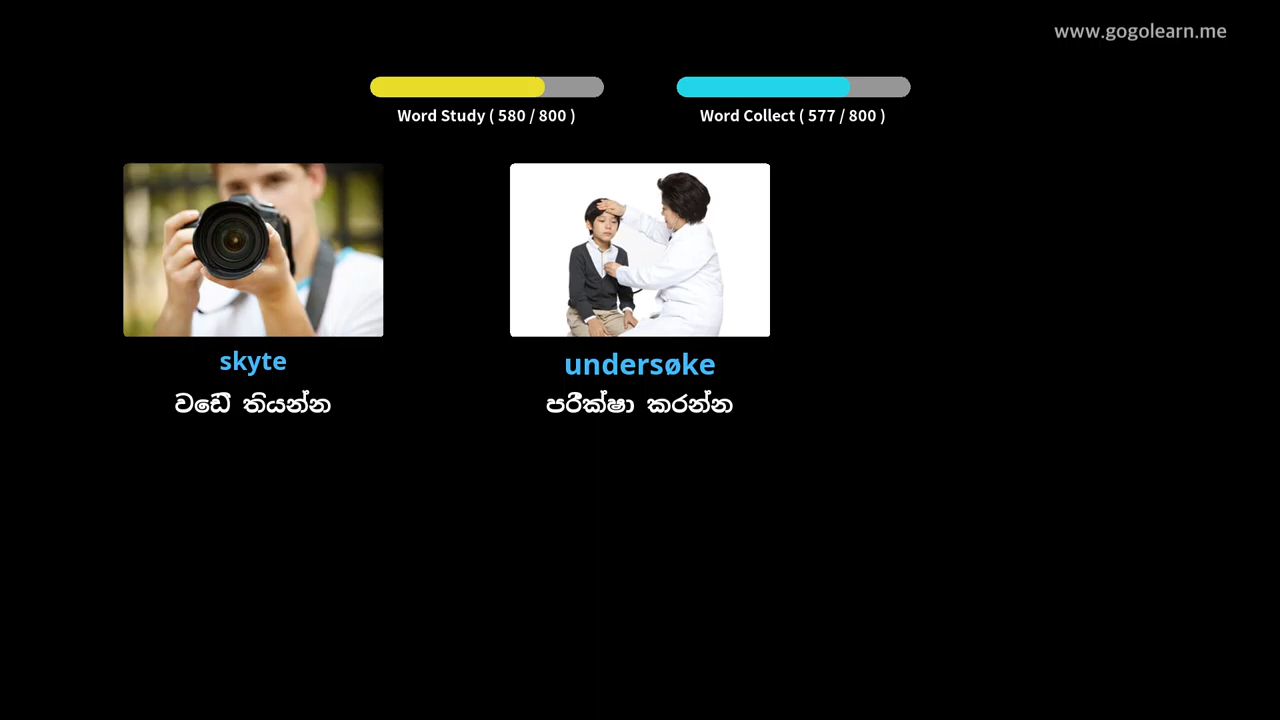 www.gogolearn.me
Word Study ( 580 / 800 )
Word Collect ( 577 / 800 )
skyte
වෙඩි තියන්න
undersøke
පරීක්ෂා කරන්න